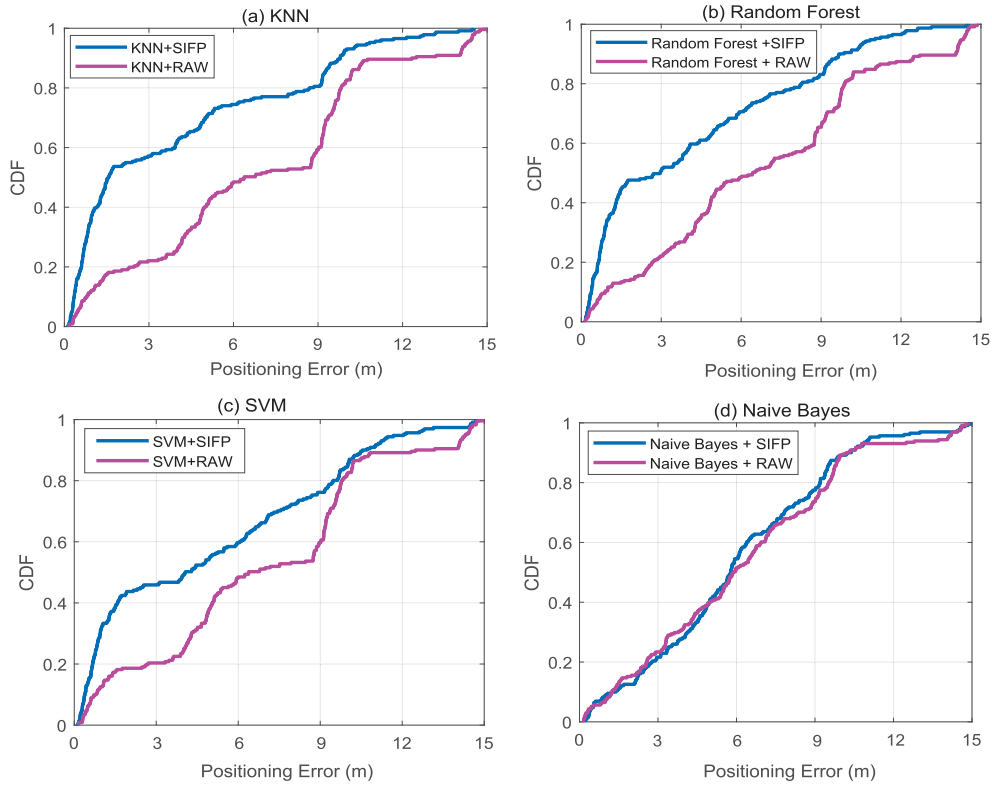 (a) KNN
KNN+SIFP
KNN+RAW
1
0.8
0.6
0.4
0.2
0
CDF
0 3 6 9 12 15
Positioning Error (m)
(b) Random Forest
Random Forest +SIFP
Random Forest + RAW
1
0.8
0.6
0.4
0.2
0
CDF
0 3 6 9 12 15
Positioning Error (m)
(c) SVM
SVM+SIFP
SVM+RAW
1
0.8
0.6
0.4
0.2
0
CDF
0 3 6 9 12 15
Positioning Error (m)
(d) Naive Bayes
Naive Bayes + SIFP
Naive Bayes + RAW
1
0.8
0.6
0.4
0.2
0
CDF
0 3 6 9 12 15
Positioning Error (m)